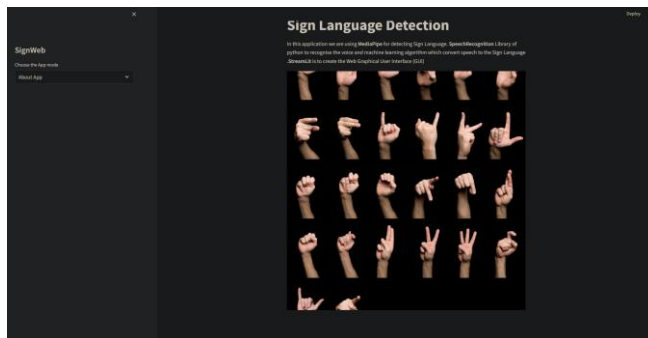 Deploy
SignWeb
Choose the App mode
About App
Sign Language Detection
In this application we are using MediaPipe for detecting Sign Language. SpeechRecognition Library of
python to recognise the voice and machine learning algorithm which convert speech to the Sign Language
.StreamLit is to create the Web Graphical User Interface (GUI)